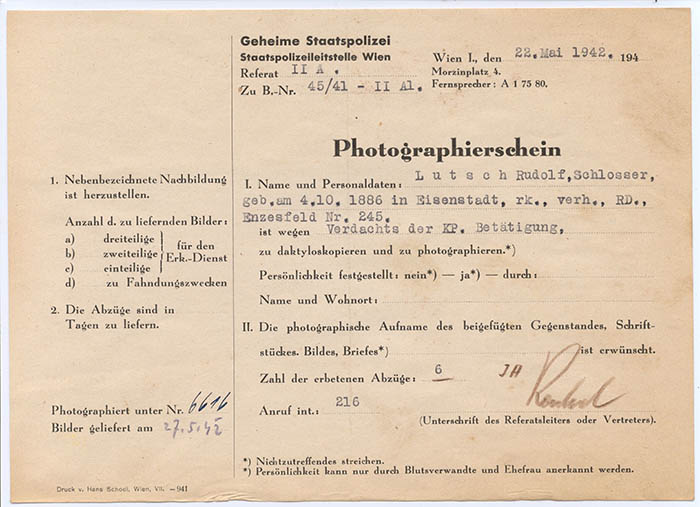 Geheime Staatspolizei
Staatspolizeileitstelle Wien
Referat II A.
Zu B.-Nr. 45/41 - II A1.
Wien I., den 22. Mai 1942. 194
Morzinplatz 4.
Fernsprecher: A 1 75 80.
Photographierschein
1. Nebenbezeichnete Nachbildung
ist herzustellen.
Anzahl d. zu liefernden Bilder:
a) dreiteilige
b) zweiteilige
c) einteilige
für den
Erk.-Dienst
d) zu Fahndungszwecken
2. Die Abzüge sind in
Tagen zu liefern.
Photographiert unter Nr. 6616
Bilder geliefert am 27.5.42
I. Name und Personaldaten: Lutsch Rudolf, Schlosser,
geb.am 4.10. 1886 in Eisenstadt, rk., verh., RD.,
Enzesfeld Nr. 245.
ist wegen Verdachts der KP. Betätigung,
zu daktyloskopieren und zu photographieren.*)
Persönlichkeit festgestellt: nein*) — ja*) — durch:
Name und Wohnort:
II. Die photographische Aufname des beigefügten Gegenstandes, Schrift-
stückes. Bildes, Briefes*) ist erwünscht.
Zahl der erbetenen Abzüge: 6
Anruf int.: 216
(Unterschrift des Referatsleiters oder Vertreters).
*) Nichtzutreffendes streichen.
*) Persönlichkeit kann nur durch Blutsverwandte und Ehefrau anerkannt werden.
Druck v. Hans School, Wien, VII. —941